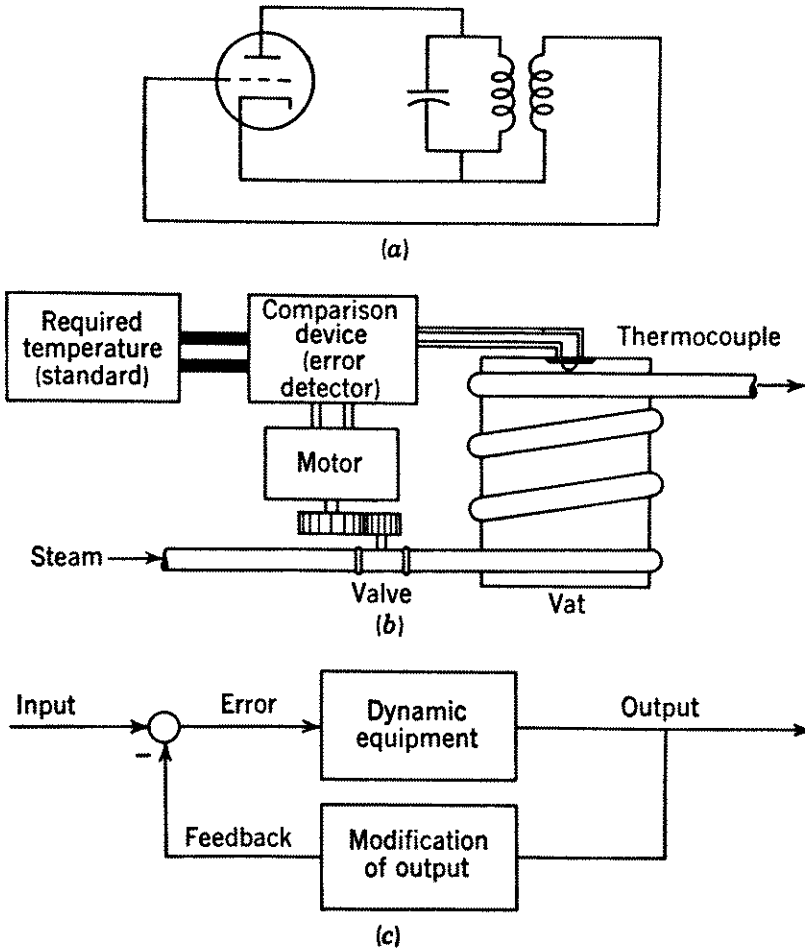 (a)
Required
temperature
(standard)
Comparison
device
(error
detector)
Thermocouple
Motor
Steam
Valve
Vat
(b)
Input
Error
Dynamic
equipment
Output
–
Feedback
Modification
of output
(c)